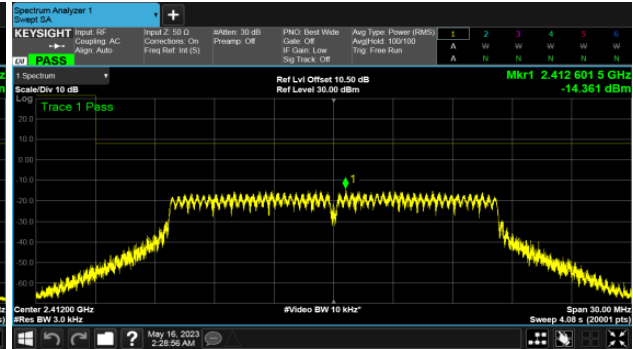 Spectrum Analyzer 1
Swept SA
+
KEYSIGHT Input: RF Input Z: 50 Ω #Atten: 30 dB PNO: Best Wide Avg Type: Power (RMS) 1 2 3 4 5 6
Coupling: AC Corrections: On Preamp: Off Gate: Off Avg|Hold: 100/100 A W W W W W
Align: Auto Freq Ref: Int (S) IF Gain: Low Trig: Free Run
Sig Track: Off A N N N N N
LXI PASS
1 Spectrum Ref Lvl Offset 10.50 dB Mkr1 2.412 601 5 GHz
Scale/Div 10 dB Ref Level 30.00 dBm -14.361 dBm
Log Trace 1 Pass
20.0
10.0
0.00
1
-10.0
-20.0
-30.0
-40.0
-50.0
-60.0
Center 2.41200 GHz #Video BW 10 kHz* Span 30.00 MHz
#Res BW 3.0 kHz Sweep 4.08 s (20001 pts)
? May 16, 2023
2:28:56 AM